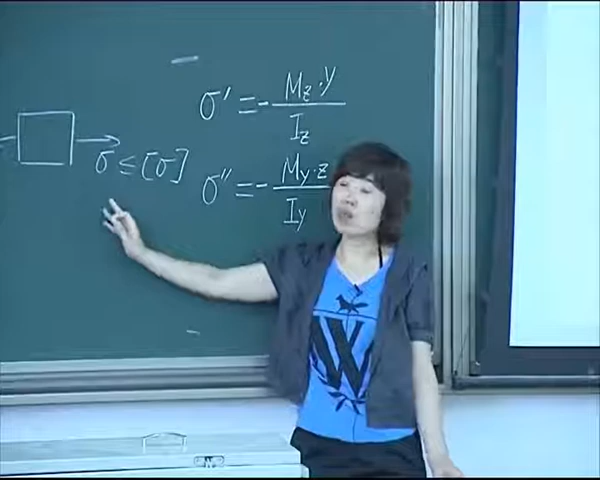 σ' = - Mz·y / Iz
σ ≤ [σ]
σ'' = - My·z / Iy
W